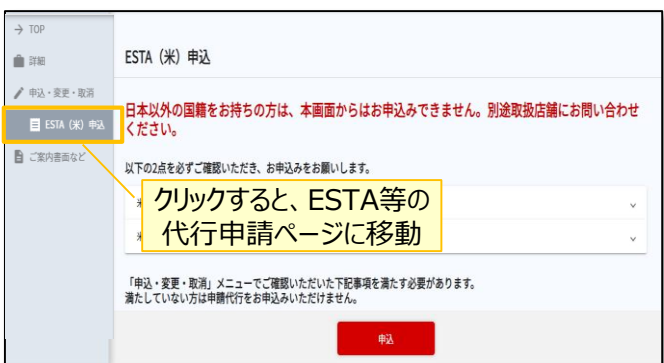 TOP
詳細
申込・変更・取消
ESTA（米）申込
ご案内書面など
ESTA（米）申込
日本以外の国籍をお持ちの方は、本画面からはお申込みできません。別途取扱店舗にお問い合わせ
ください。
以下の2点を必ずご確認いただき、お申込みをお願いします。
クリックすると、ESTA等の
代行申請ページに移動
「申込・変更・取消」メニューでご確認いただいた下記事項を満たす必要があります。
満たしていない方は申請代行をお申込みいただけません。
申込